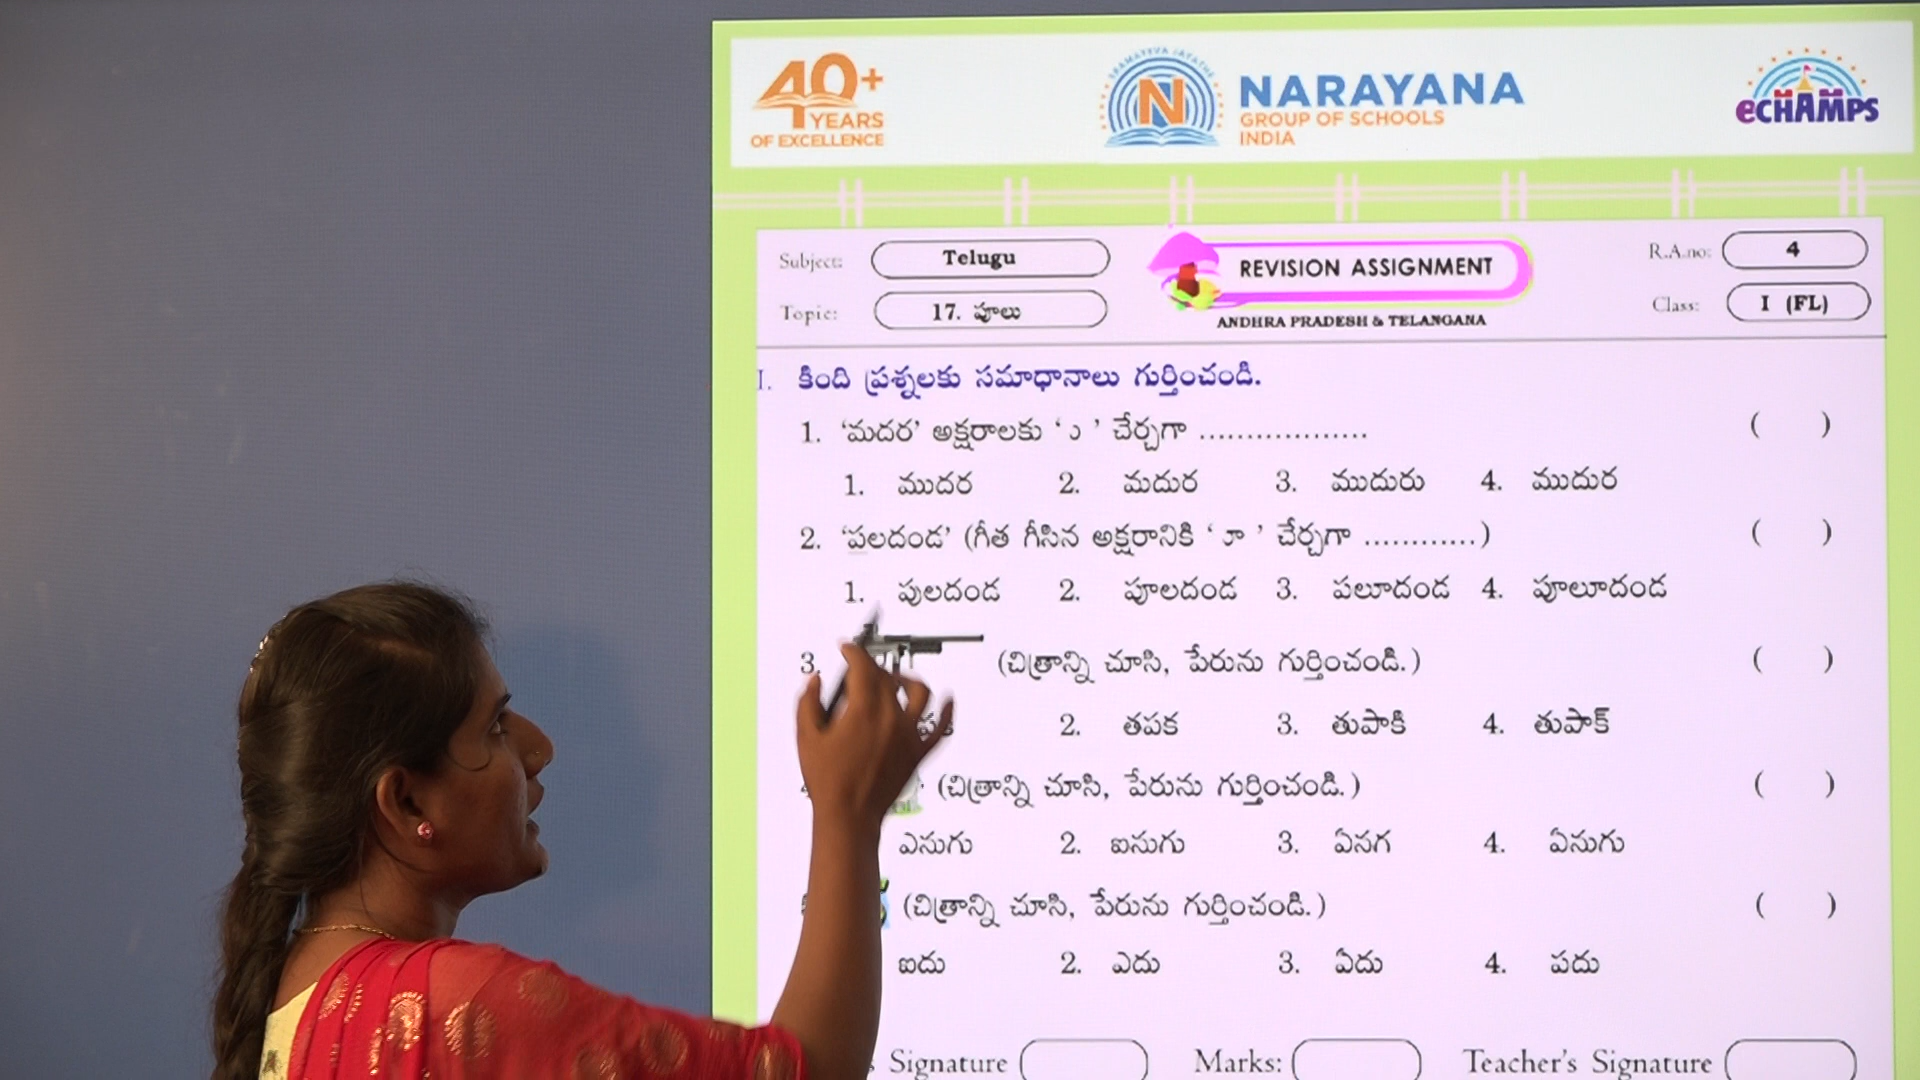 40+
YEARS
OF EXCELLENCE
SRAMAYEVA JAYATHE
N
NARAYANA
GROUP OF SCHOOLS
INDIA
eCHAMPS
Subject: Telugu
REVISION ASSIGNMENT
R.A.no: 4
Topic: 17. పూలు
ANDHRA PRADESH & TELANGANA
Class: I (FL)
I. కింది ప్రశ్నలకు సమాధానాలు గుర్తించండి.
1. ‘మదర’ అక్షరాలకు ‘ ు ’ చేర్చగా .................. ( )
1. ముదర 2. మదుర 3. ముదురు 4. ముదుర
2. ‘పలదండ’ (గీత గీసిన అక్షరానికి ‘ ూ ’ చేర్చగా ............) ( )
1. పులదండ 2. పూలదండ 3. పలూదండ 4. పూలూదండ
3. (చిత్రాన్ని చూసి, పేరును గుర్తించండి.) ( )
2. తపక 3. తుపాకి 4. తుపాక్
(చిత్రాన్ని చూసి, పేరును గుర్తించండి.) ( )
ఎనుగు 2. ఐనుగు 3. ఏనగ 4. ఏనుగు
(చిత్రాన్ని చూసి, పేరును గుర్తించండి.) ( )
ఐదు 2. ఎదు 3. ఏదు 4. పదు
Signature Marks: Teacher's Signature